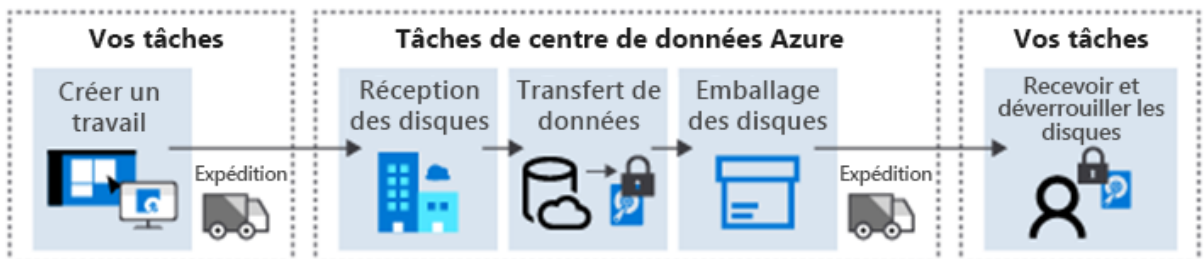 Vos tâches
Créer un
travail
Expédition
Tâches de centre de données Azure
Réception
des disques
Transfert de
données
Emballage
des disques
Expédition
Vos tâches
Recevoir et
déverrouiller les
disques